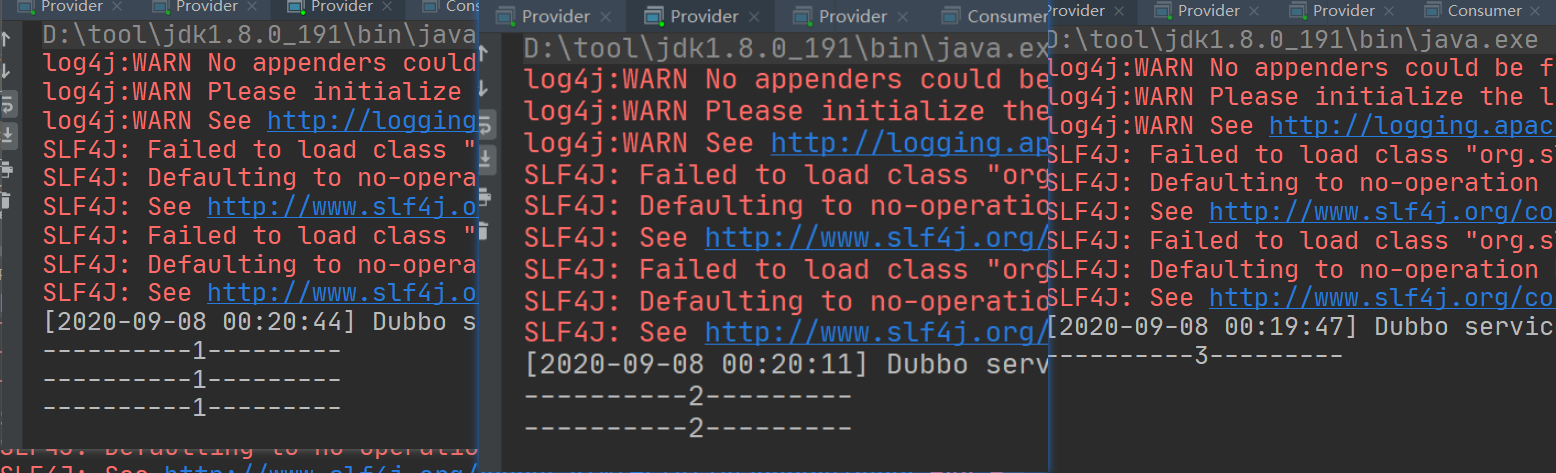 Provider × Provider × Provider × Cons
D:\tool\jdk1.8.0_191\bin\java
log4j:WARN No appenders could
log4j:WARN Please initialize
log4j:WARN See http://logging
SLF4J: Failed to load class "
SLF4J: Defaulting to no-opera
SLF4J: See http://www.slf4j.o
SLF4J: Failed to load class "
SLF4J: Defaulting to no-opera
SLF4J: See http://www.slf4j.o
[2020-09-08 00:20:44] Dubbo s
----------1---------
----------1---------
----------1---------
Provider × Provider × Provider × Consumer
D:\tool\jdk1.8.0_191\bin\java.ex
log4j:WARN No appenders could be
log4j:WARN Please initialize the
log4j:WARN See http://logging.ap
SLF4J: Failed to load class "org
SLF4J: Defaulting to no-operatio
SLF4J: See http://www.slf4j.org/
SLF4J: Failed to load class "org
SLF4J: Defaulting to no-operatio
SLF4J: See http://www.slf4j.org/
[2020-09-08 00:20:11] Dubbo serv
----------2---------
----------2---------
Provider × Provider × Provider × Consumer ×
D:\tool\jdk1.8.0_191\bin\java.exe
log4j:WARN No appenders could be f
log4j:WARN Please initialize the l
log4j:WARN See http://logging.apac
SLF4J: Failed to load class "org.s
SLF4J: Defaulting to no-operation
SLF4J: See http://www.slf4j.org/co
SLF4J: Failed to load class "org.s
SLF4J: Defaulting to no-operation
SLF4J: See http://www.slf4j.org/co
[2020-09-08 00:19:47] Dubbo servic
----------3---------